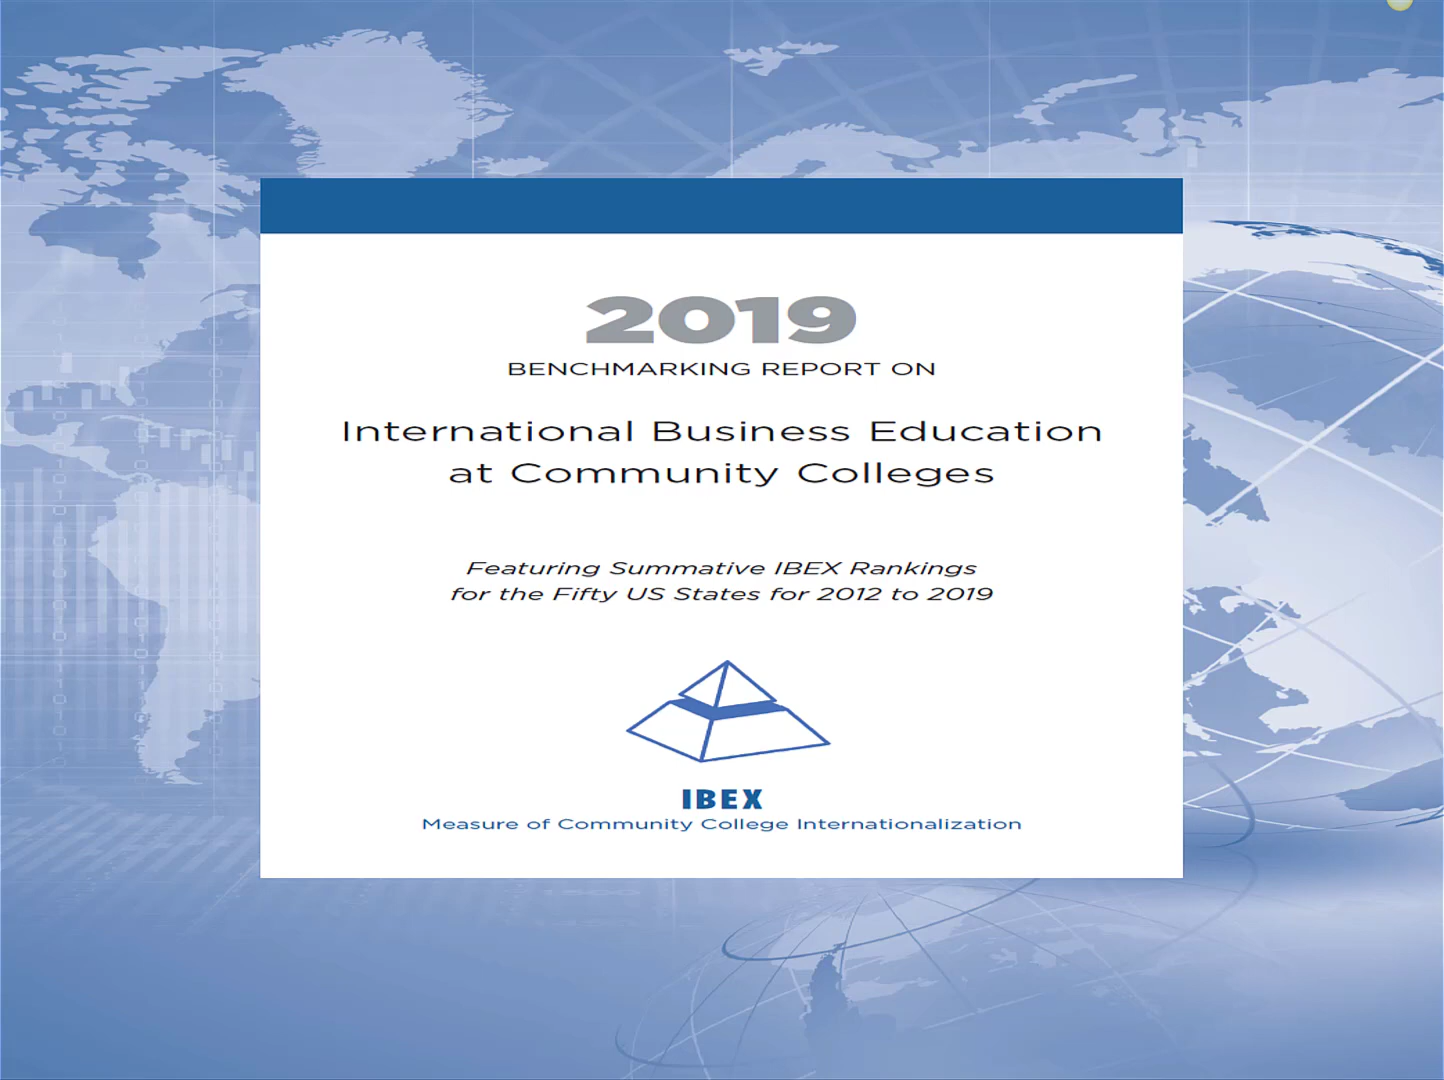 2019
BENCHMARKING REPORT ON
International Business Education
at Community Colleges
Featuring Summative IBEX Rankings
for the Fifty US States for 2012 to 2019
IBEX
Measure of Community College Internationalization